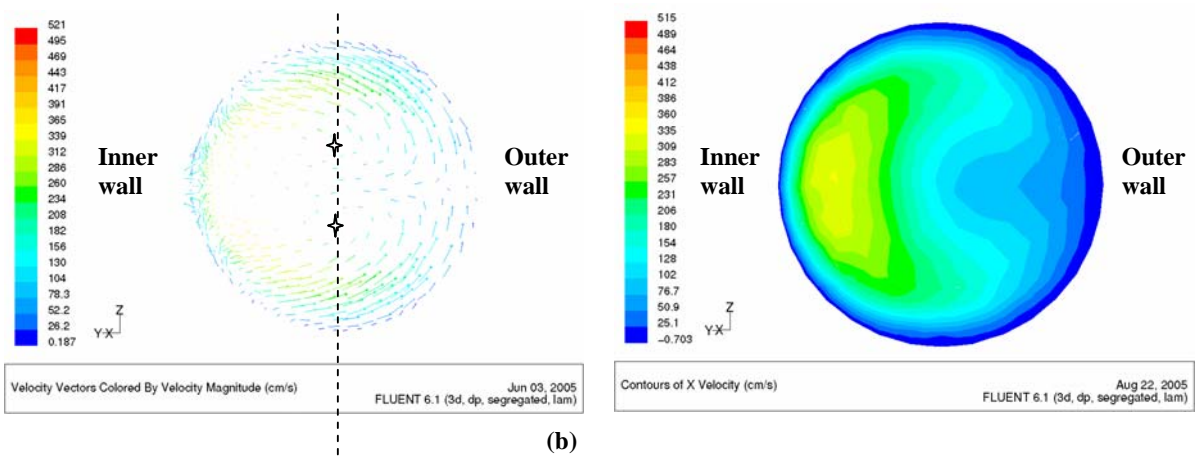 521
495
469
443
417
391
365
339
312
286
260
234
208
182
156
130
104
78.3
52.2
26.2
0.187
Inner
wall
Outer
wall
Z
Y X
Velocity Vectors Colored By Velocity Magnitude (cm/s)
Jun 03, 2005
FLUENT 6.1 (3d, dp, segregated, lam)
515
489
464
438
412
386
360
335
309
283
257
231
206
180
154
128
102
76.7
50.9
25.1
-0.703
Inner
wall
Outer
wall
Z
Y X
Contours of X Velocity (cm/s)
Aug 22, 2005
FLUENT 6.1 (3d, dp, segregated, lam)
(b)